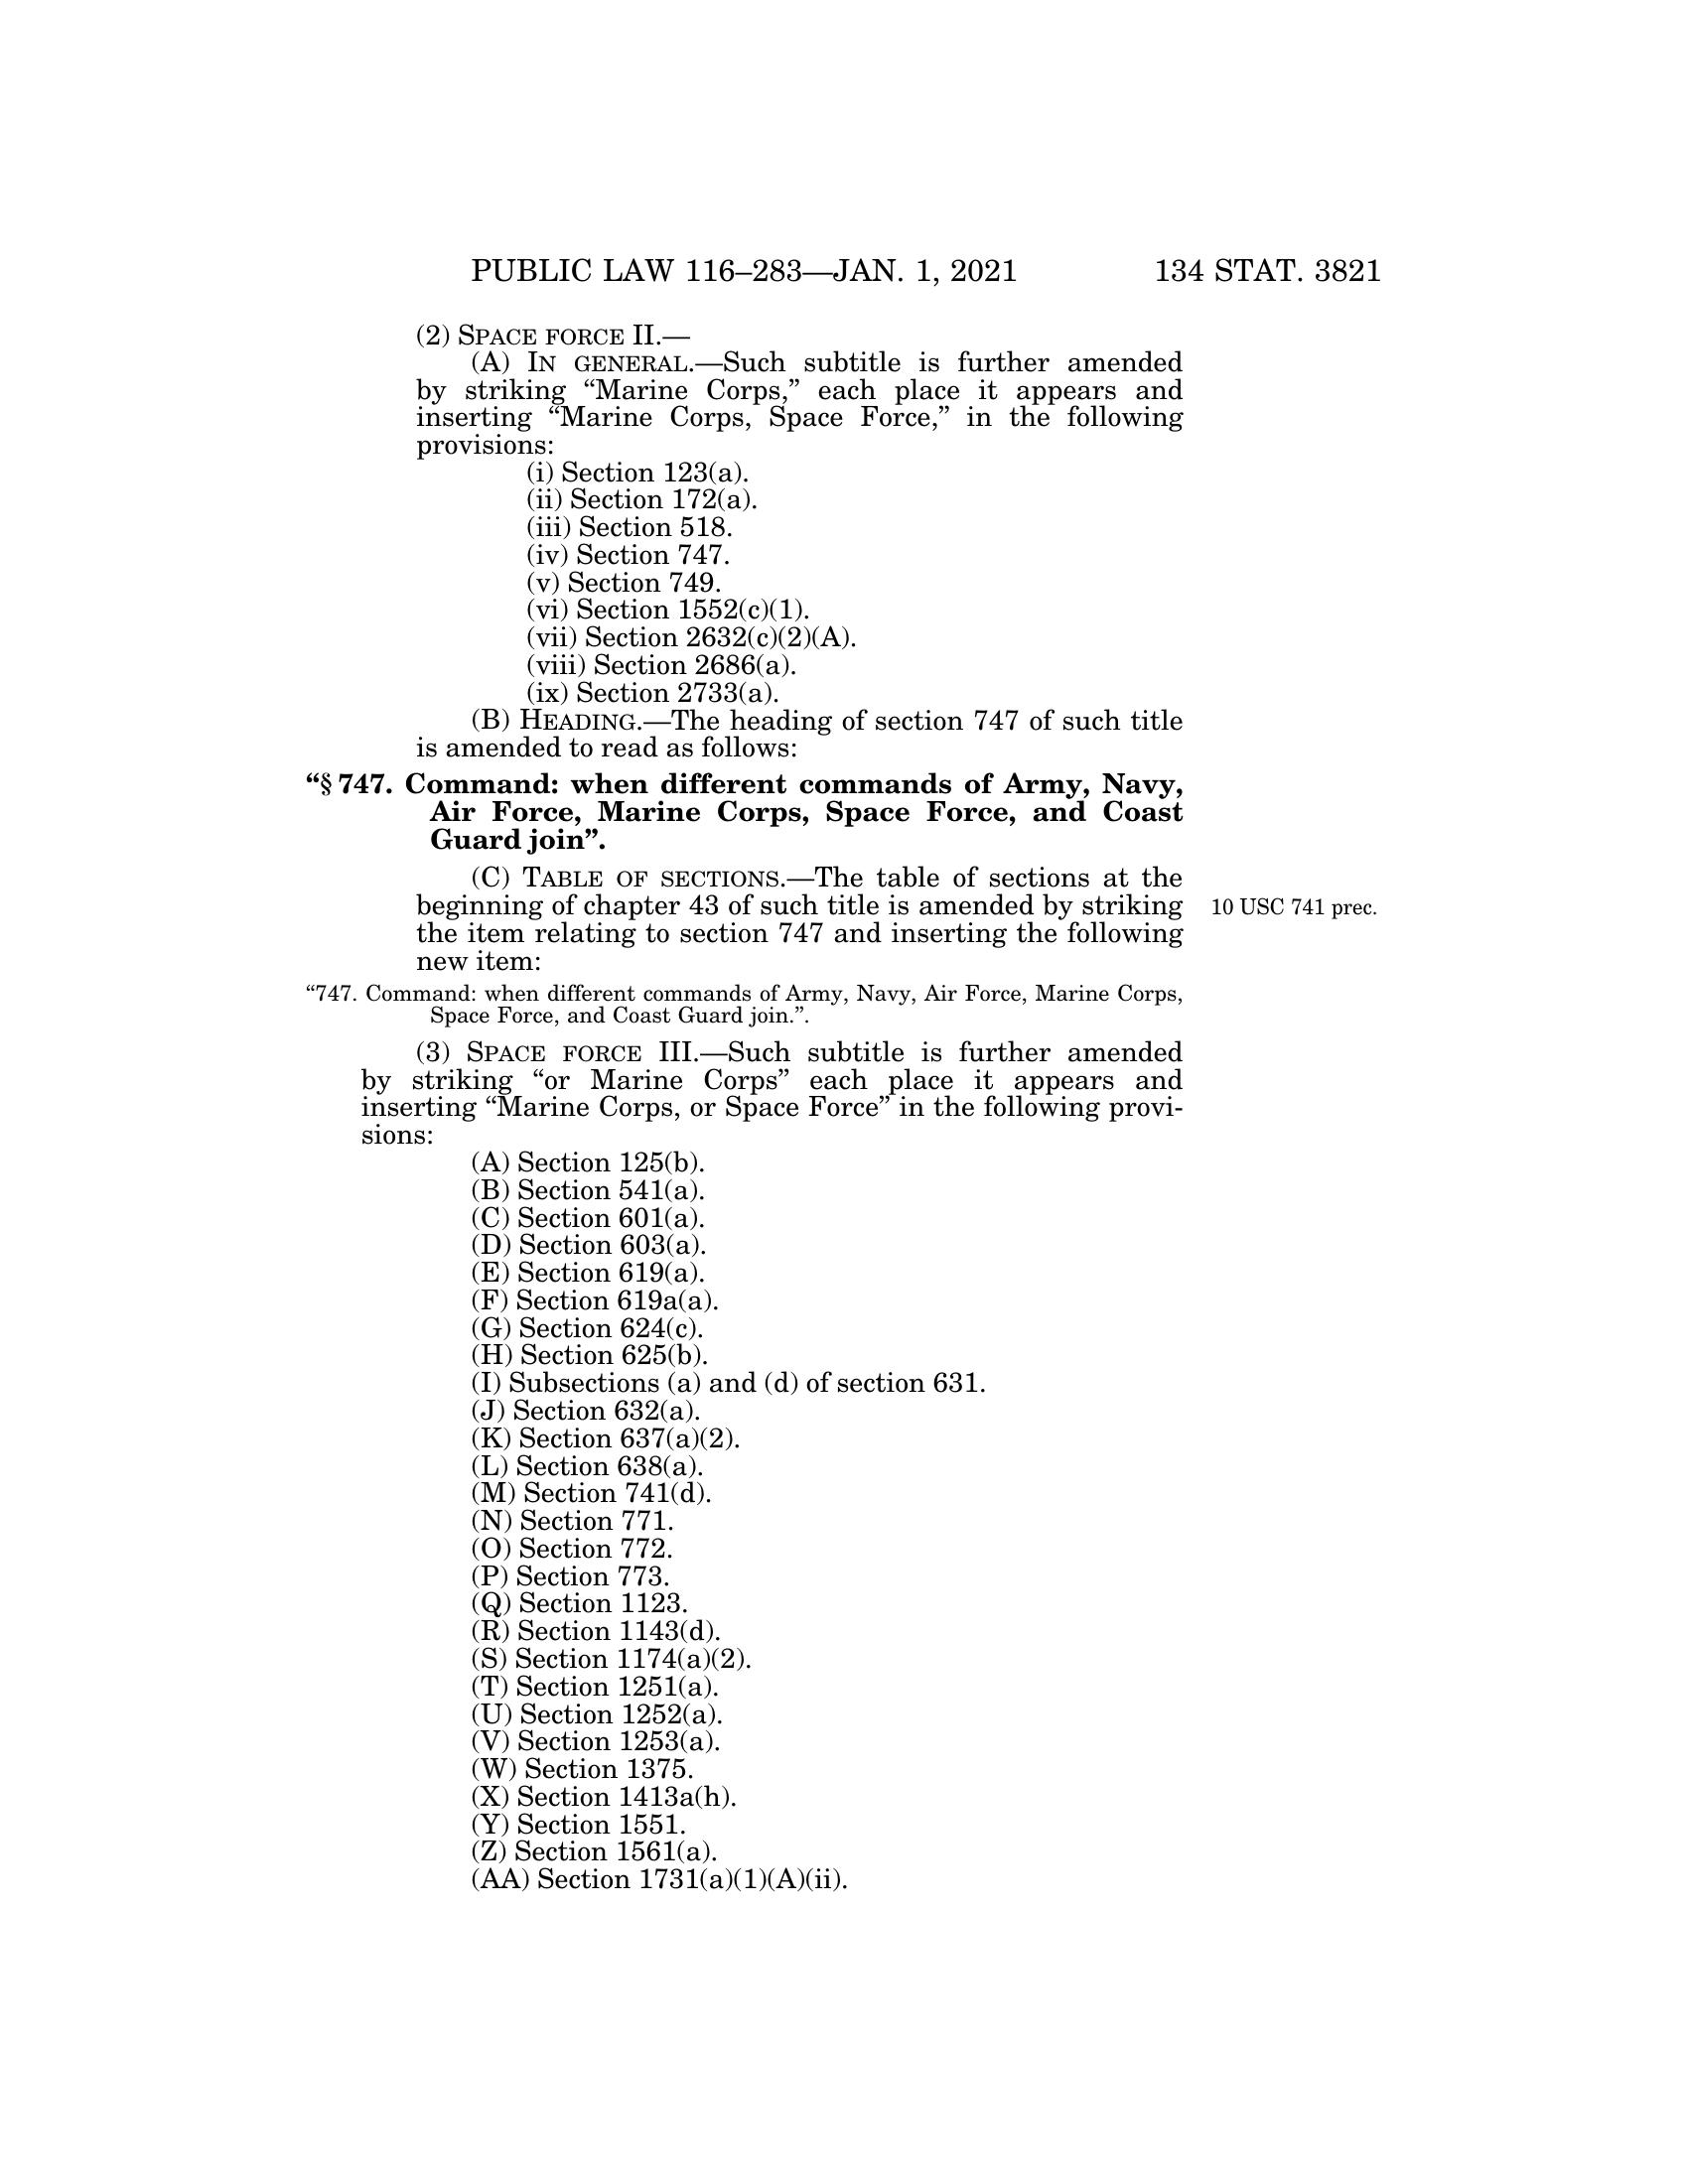 PUBLIC LAW 116–283—JAN. 1, 2021 134 STAT. 3821
(2) SPACE FORCE II.—
(A) IN GENERAL.—Such subtitle is further amended
by striking “Marine Corps,” each place it appears and
inserting “Marine Corps, Space Force,” in the following
provisions:
(i) Section 123(a).
(ii) Section 172(a).
(iii) Section 518.
(iv) Section 747.
(v) Section 749.
(vi) Section 1552(c)(1).
(vii) Section 2632(c)(2)(A).
(viii) Section 2686(a).
(ix) Section 2733(a).
(B) HEADING.—The heading of section 747 of such title
is amended to read as follows:
“§ 747. Command: when different commands of Army, Navy,
Air Force, Marine Corps, Space Force, and Coast
Guard join”.
(C) TABLE OF SECTIONS.—The table of sections at the
beginning of chapter 43 of such title is amended by striking
the item relating to section 747 and inserting the following
new item:
10 USC 741 prec.
“747. Command: when different commands of Army, Navy, Air Force, Marine Corps,
Space Force, and Coast Guard join.”.
(3) SPACE FORCE III.—Such subtitle is further amended
by striking “or Marine Corps” each place it appears and
inserting “Marine Corps, or Space Force” in the following provi-
sions:
(A) Section 125(b).
(B) Section 541(a).
(C) Section 601(a).
(D) Section 603(a).
(E) Section 619(a).
(F) Section 619a(a).
(G) Section 624(c).
(H) Section 625(b).
(I) Subsections (a) and (d) of section 631.
(J) Section 632(a).
(K) Section 637(a)(2).
(L) Section 638(a).
(M) Section 741(d).
(N) Section 771.
(O) Section 772.
(P) Section 773.
(Q) Section 1123.
(R) Section 1143(d).
(S) Section 1174(a)(2).
(T) Section 1251(a).
(U) Section 1252(a).
(V) Section 1253(a).
(W) Section 1375.
(X) Section 1413a(h).
(Y) Section 1551.
(Z) Section 1561(a).
(AA) Section 1731(a)(1)(A)(ii).